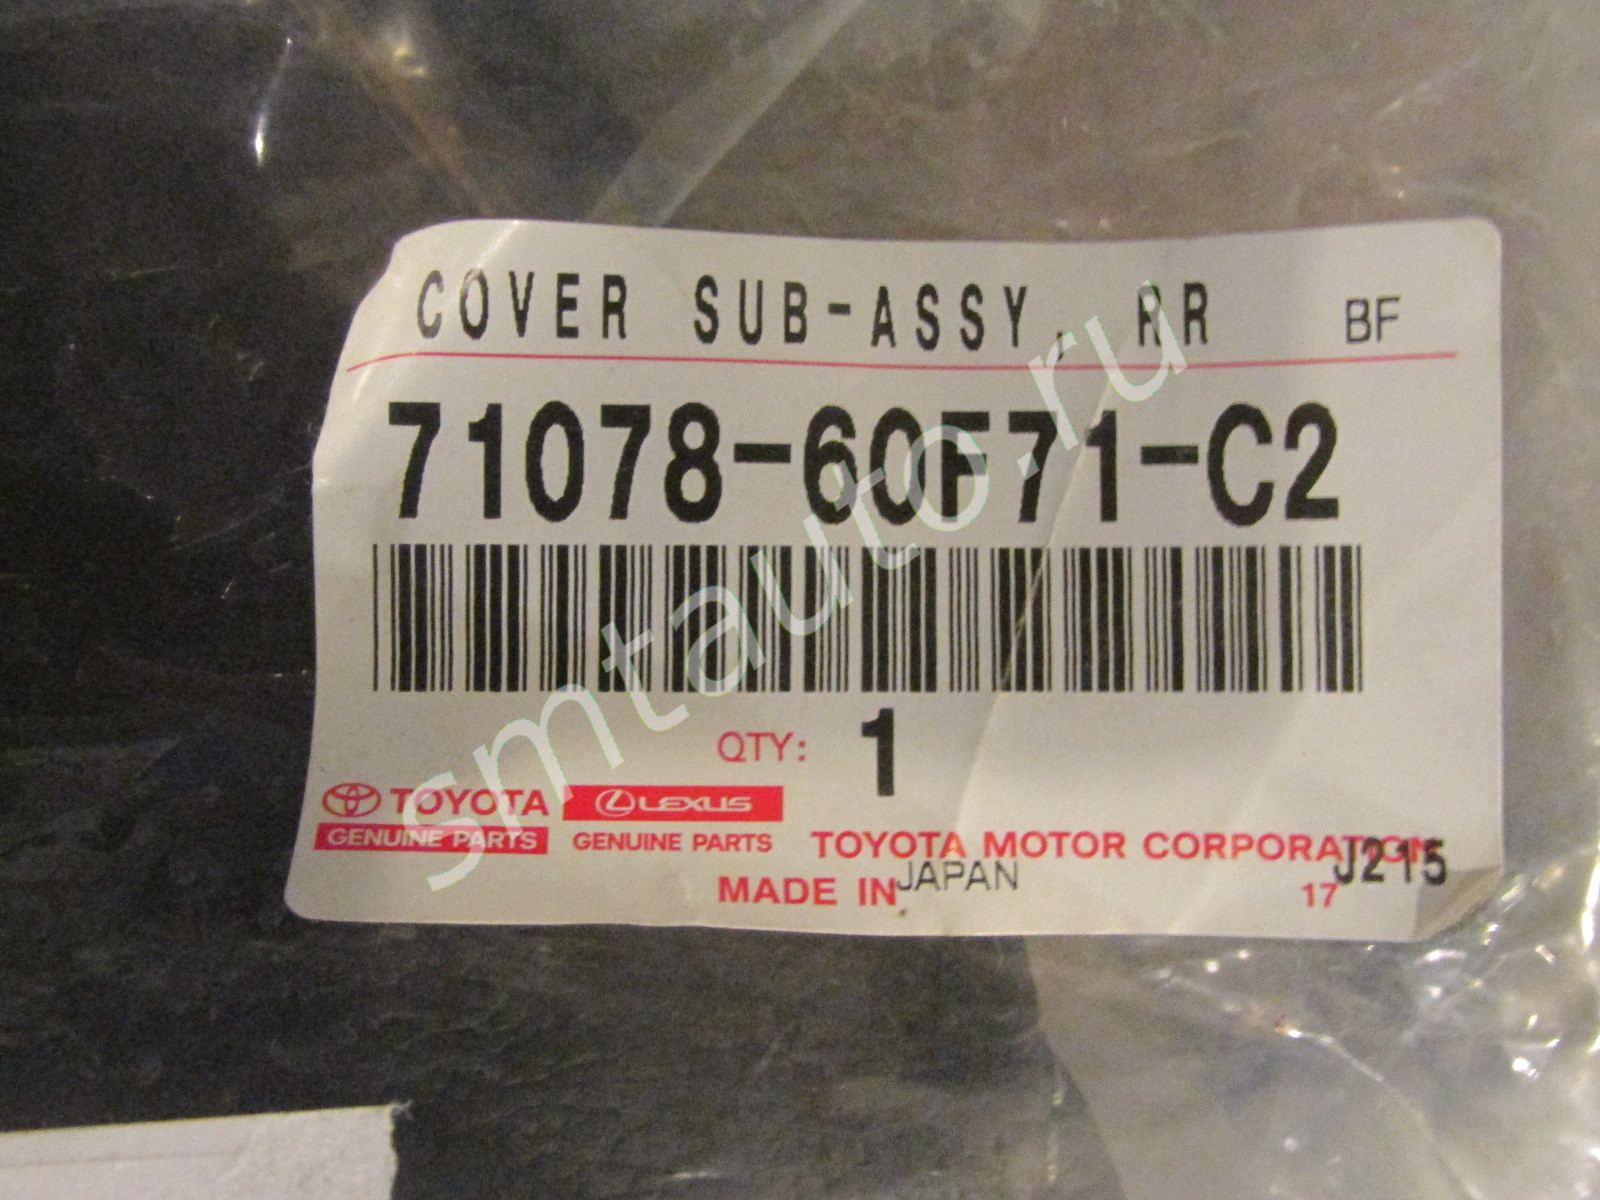 COVER SUB-ASSY, RR BF
71078-60F71-C2
QTY: 1
TOYOTA LEXUS
GENUINE PARTS GENUINE PARTS TOYOTA MOTOR CORPORATION J215
MADE IN JAPAN 17
smtauto.ru